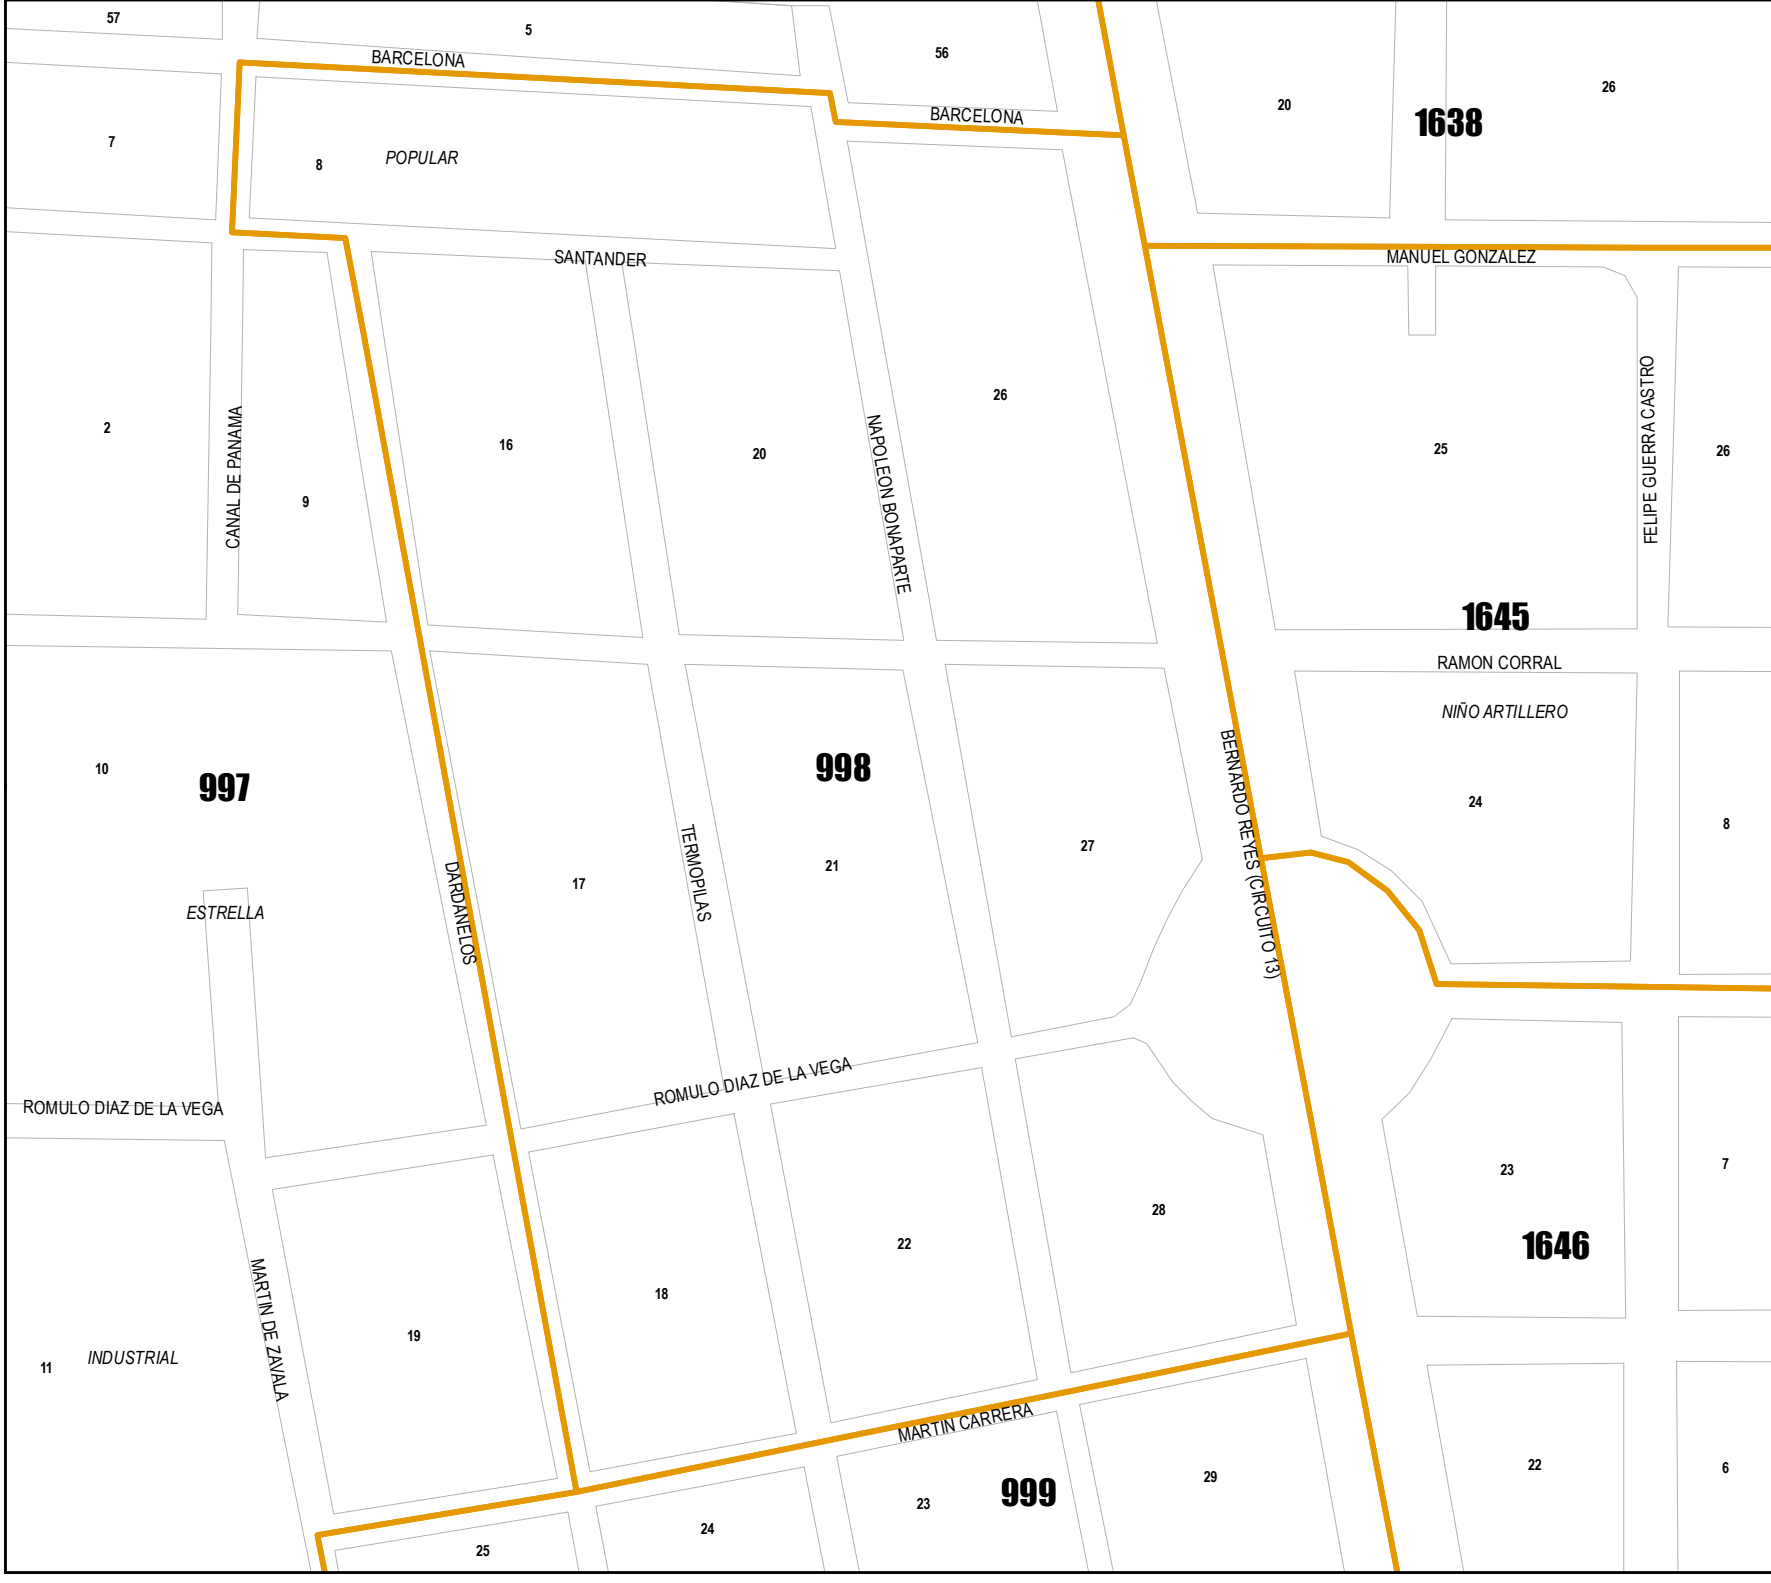 57
5
56
BARCELONA
BARCELONA
20
1638
26
7
8
POPULAR
SANTANDER
MANUEL GONZALEZ
2
CANAL DE PANAMA
9
16
20
NAPOLEON BONAPARTE
26
25
FELIPE GUERRA CASTRO
26
1645
RAMON CORRAL
NIÑO ARTILLERO
10
997
998
BERNARDO REYES (CIRCUITO 13)
24
8
ESTRELLA
DARDANELOS
17
TERMOPILAS
21
27
ROMULO DIAZ DE LA VEGA
ROMULO DIAZ DE LA VEGA
23
7
1646
28
22
18
19
MARTIN DE ZAVALA
11
INDUSTRIAL
MARTIN CARRERA
999
29
22
6
23
24
25